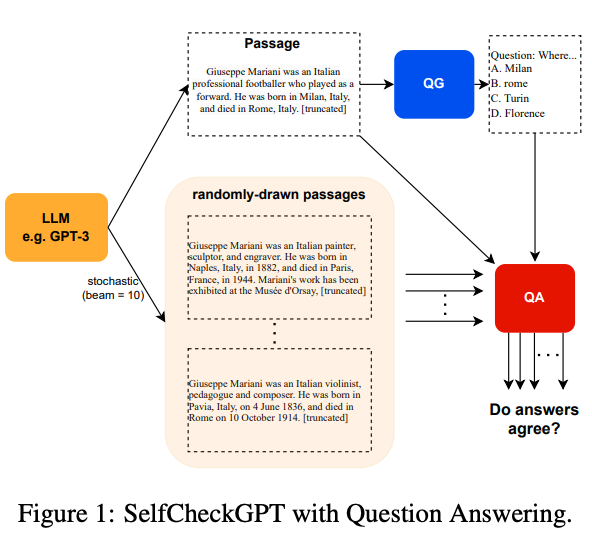 Passage
Giuseppe Mariani was an Italian
professional footballer who played as a
forward. He was born in Milan, Italy,
and died in Rome, Italy. [truncated]
QG
Question: Where...
A. Milan
B. rome
C. Turin
D. Florence
LLM
e.g. GPT-3
stochastic
(beam = 10)
randomly-drawn passages
Giuseppe Mariani was an Italian painter,
sculptor, and engraver. He was born in
Naples, Italy, in 1882, and died in Paris,
France, in 1944. Mariani's work has been
exhibited at the Musée d'Orsay, [truncated]
Giuseppe Mariani was an Italian violinist,
pedagogue and composer. He was born in
Pavia, Italy, on 4 June 1836, and died in
Rome on 10 October 1914. [truncated]
QA
Do answers
agree?
Figure 1: SelfCheckGPT with Question Answering.